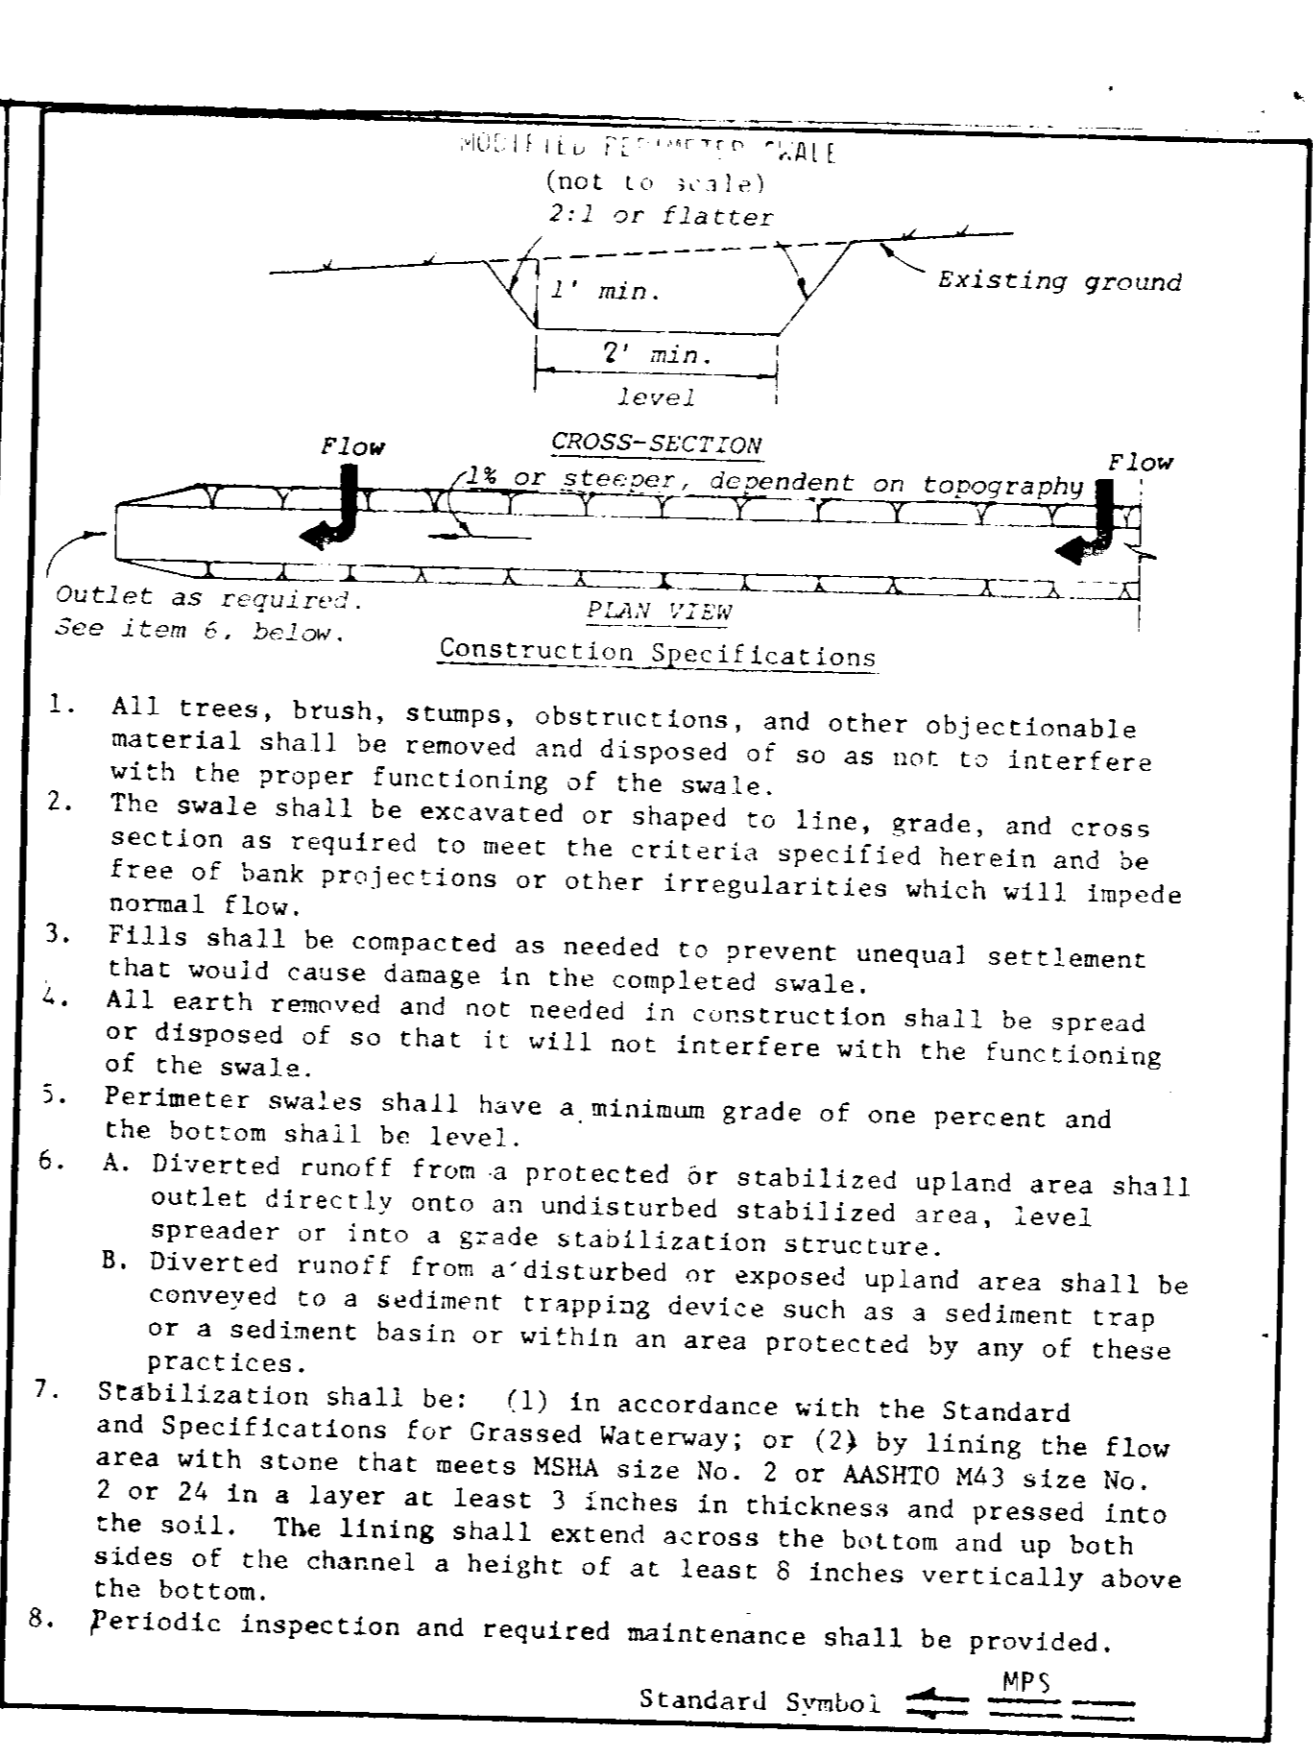 MODIFIED PERIMETER SWALE
(not to scale)
2:1 or flatter
Existing ground
1' min.
2' min.
level
CROSS-SECTION
Flow
Flow
1% or steeper, dependent on topography
Outlet as required.
See item 6, below.
PLAN VIEW
Construction Specifications
1. All trees, brush, stumps, obstructions, and other objectionable
material shall be removed and disposed of so as not to interfere
with the proper functioning of the swale.
2. The swale shall be excavated or shaped to line, grade, and cross
section as required to meet the criteria specified herein and be
free of bank projections or other irregularities which will impede
normal flow.
3. Fills shall be compacted as needed to prevent unequal settlement
that would cause damage in the completed swale.
4. All earth removed and not needed in construction shall be spread
or disposed of so that it will not interfere with the functioning
of the swale.
5. Perimeter swales shall have a minimum grade of one percent and
the bottom shall be level.
6. A. Diverted runoff from a protected or stabilized upland area shall
outlet directly onto an undisturbed stabilized area, level
spreader or into a grade stabilization structure.
B. Diverted runoff from a disturbed or exposed upland area shall be
conveyed to a sediment trapping device such as a sediment trap
or a sediment basin or within an area protected by any of these
practices.
7. Stabilization shall be: (1) in accordance with the Standard
and Specifications for Grassed Waterway; or (2) by lining the flow
area with stone that meets MSHA size No. 2 or AASHTO M43 size No.
2 or 24 in a layer at least 3 inches in thickness and pressed into
the soil. The lining shall extend across the bottom and up both
sides of the channel a height of at least 8 inches vertically above
the bottom.
8. Periodic inspection and required maintenance shall be provided.
MPS
Standard Symbol